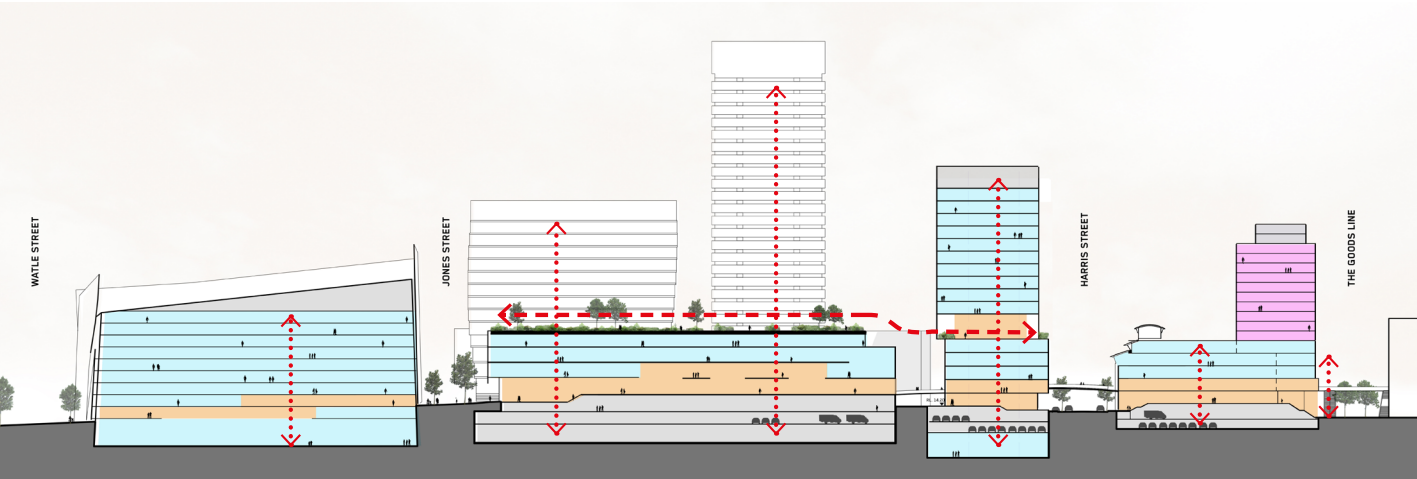 WATLE STREET
JONES STREET
HARRIS STREET
THE GOODS LINE